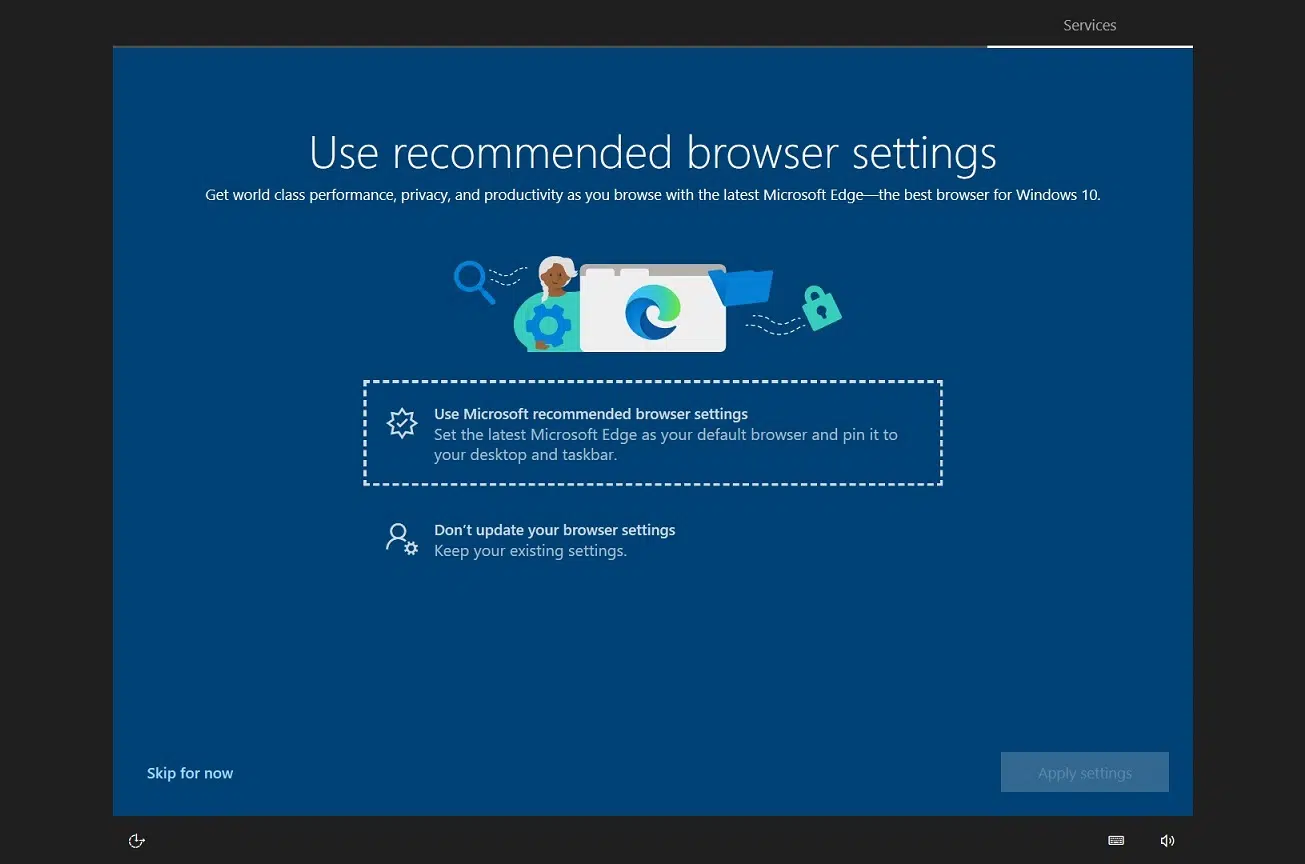 Services
Use recommended browser settings
Get world class performance, privacy, and productivity as you browse with the latest Microsoft Edge—the best browser for Windows 10.
Use Microsoft recommended browser settings
Set the latest Microsoft Edge as your default browser and pin it to
your desktop and taskbar.
Don’t update your browser settings
Keep your existing settings.
Skip for now
Apply settings